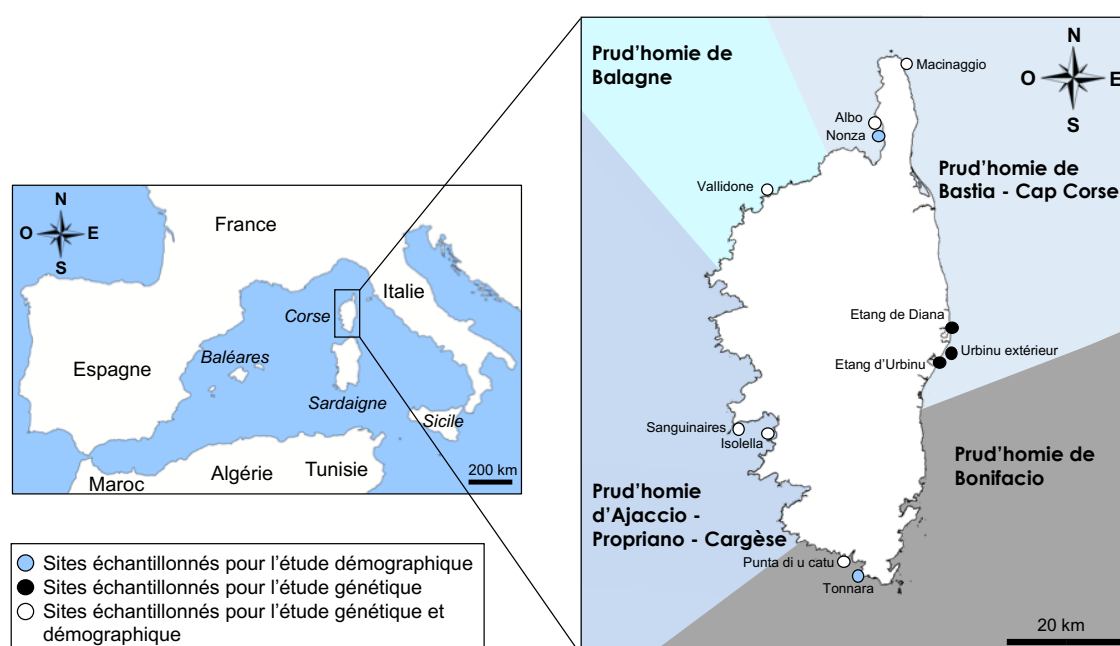 N
O
E
S
France
Italie
Corse
Espagne
Baléares
Sardaigne
Sicile
Algérie
Tunisie
Maroc
200 km
Sites échantillonnés pour l'étude démographique
Sites échantillonnés pour l'étude génétique
Sites échantillonnés pour l'étude génétique et
démographique
Prud'homie de
Balagne
Macinaggio
N
O
E
S
Albo
Nonza
Vallidone
Prud'homie de
Bastia - Cap Corse
Etang de Diana
Urbinu extérieur
Etang d'Urbinu
Sanguinaires
Isolella
Prud'homie de
Bonifacio
Prud'homie
d'Ajaccio -
Propriano - Cargèse
Punta di u catu
Tonnara
20 km